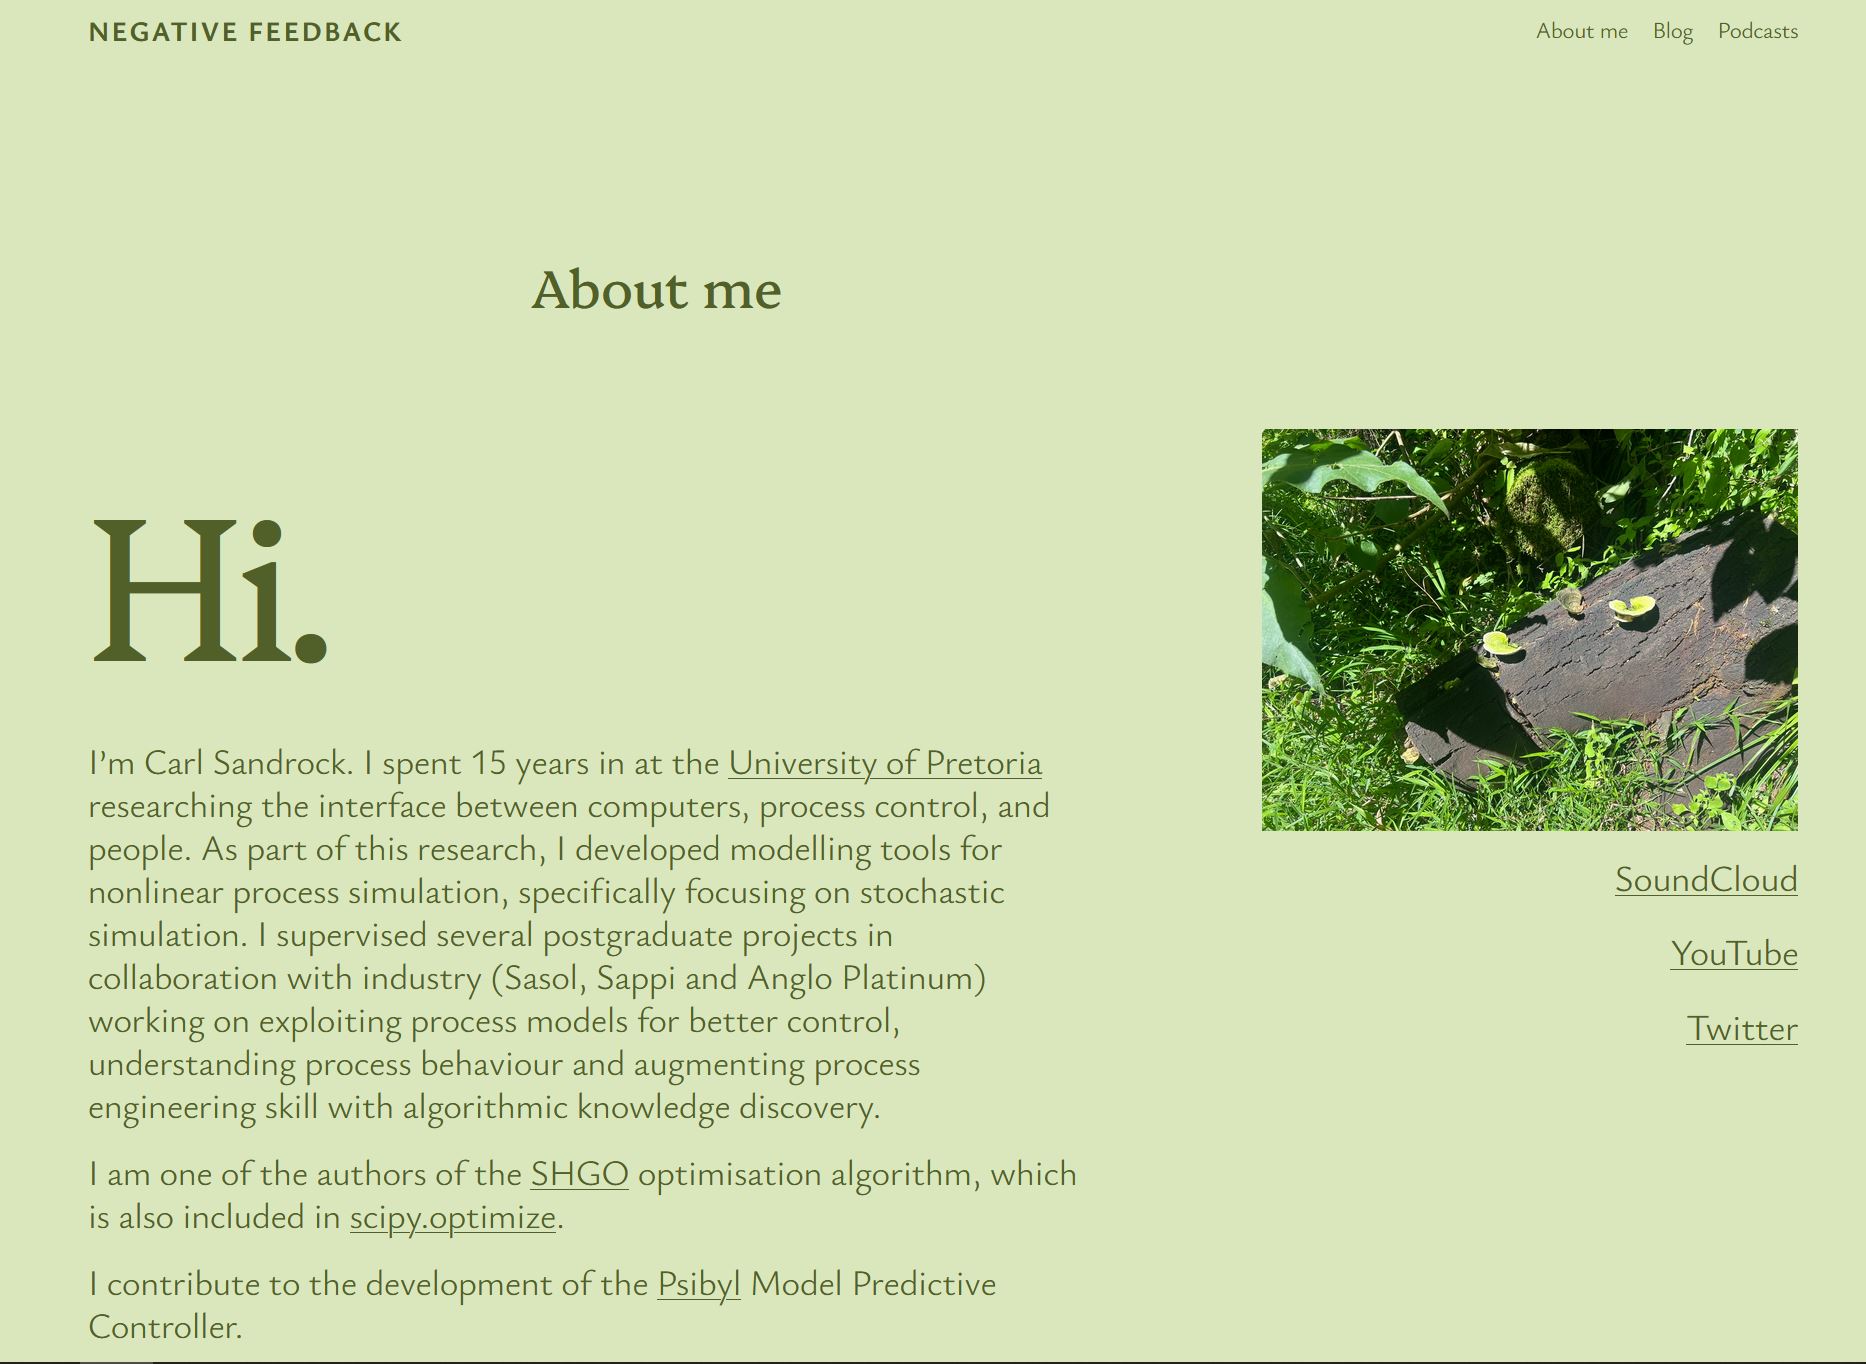 NEGATIVE FEEDBACK
About me Blog Podcasts
About me
Hi.
I’m Carl Sandrock. I spent 15 years in at the University of Pretoria
researching the interface between computers, process control, and
people. As part of this research, I developed modelling tools for
nonlinear process simulation, specifically focusing on stochastic
simulation. I supervised several postgraduate projects in
collaboration with industry (Sasol, Sappi and Anglo Platinum)
working on exploiting process models for better control,
understanding process behaviour and augmenting process
engineering skill with algorithmic knowledge discovery.
I am one of the authors of the SHGO optimisation algorithm, which
is also included in scipy.optimize.
I contribute to the development of the Psibyl Model Predictive
Controller.
SoundCloud
YouTube
Twitter